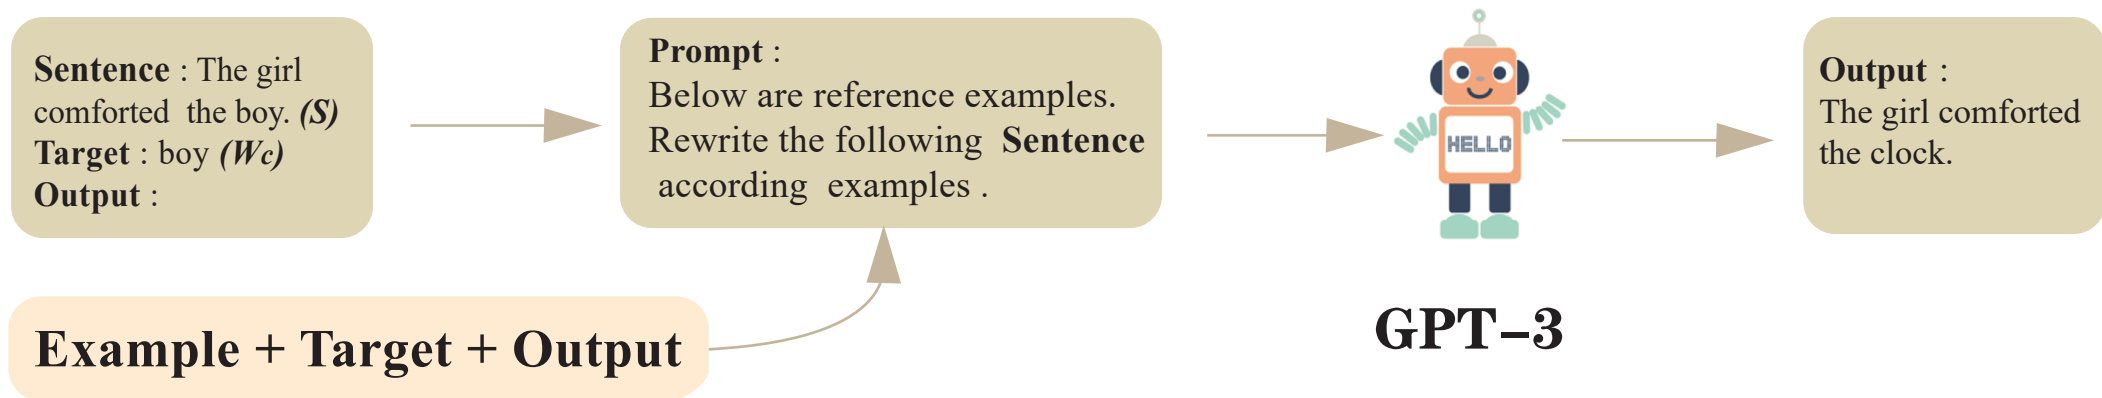 Sentence : The girl
comforted the boy. (S)
Target : boy (Wc)
Output :
Prompt :
Below are reference examples.
Rewrite the following Sentence
according examples .
HELLO
Output :
The girl comforted
the clock.
Example + Target + Output
GPT-3